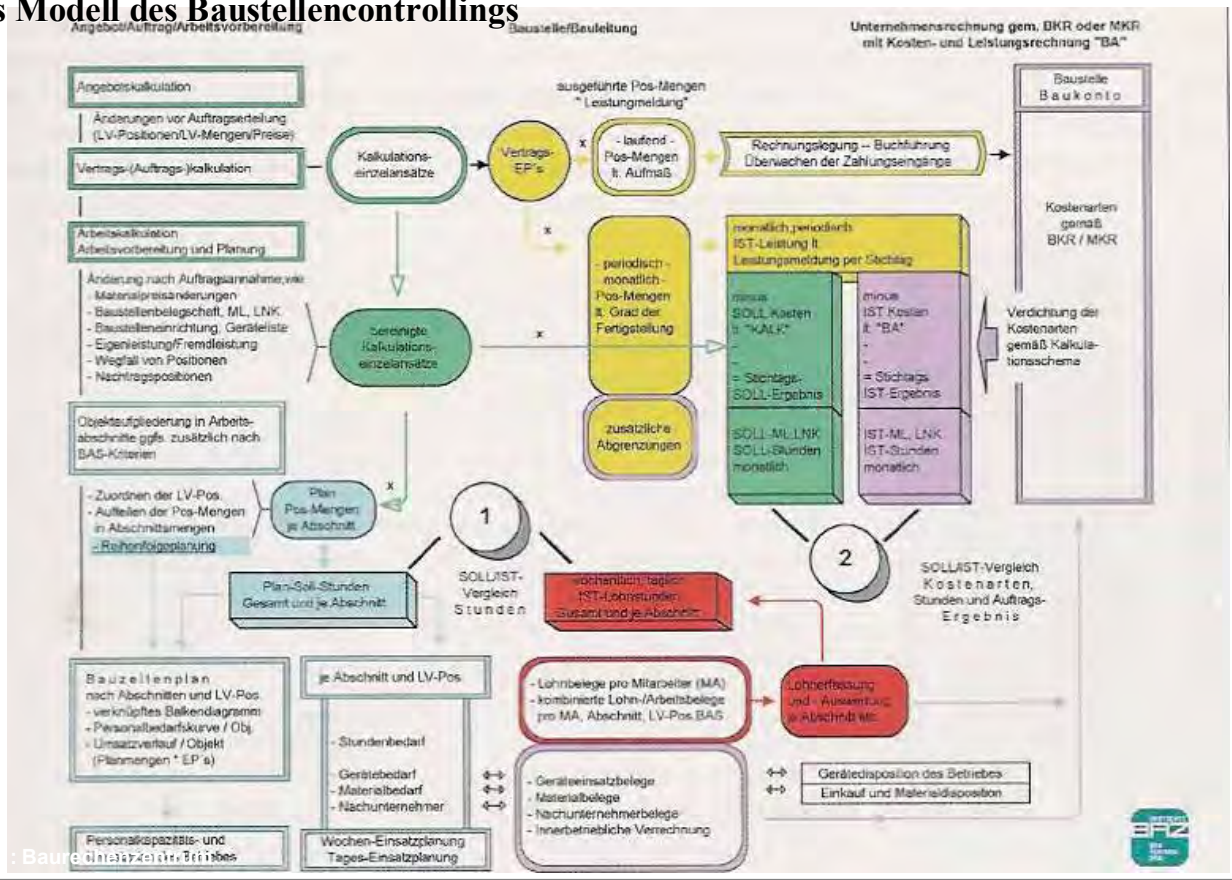 s Modell des Baustellencontrollings
Angebot/Auftrag/Arbeitsvorbereitung
Baustelle/Bauleitung
Unternehmensrechnung gem. BKR oder MKR
mit Kosten- und Leistungsrechnung "BA"
Angebotskalkulation
Änderungen vor Auftragserteilung
(LV-Positionen/LV-Mengen/Preise)
Vertrags-(Auftrags-)kalkulation
Kalkulations-
einzelansätze
Vertrags-
EP's
x
ausgeführte Pos-Mengen
"Leistungmeldung"
- laufend -
Pos-Mengen
lt. Aufmaß
Rechnungslegung -- Buchführung
Überwachen der Zahlungseingänge
Baustelle
Baukonto
Kostenarten
gemäß
BKR / MKR
Arbeitskalkulation
Arbeitsvorbereitung und Planung
Änderung nach Auftragsannahme,wie
- Materialpreisänderungen
- Baustellenbelegschaft, ML, LNK
- Baustelleneinrichtung, Geräteliste
- Eigenleistung/Fremdleistung
- Wegfall von Positionen
- Nachtragspositionen
bereinigte
Kalkulations-
einzelansätze
x
x
- periodisch -
- monatlich -
Pos-Mengen
lt. Grad der
Fertigstellung
zusätzliche
Abgrenzungen
monatlich,periodisch
IST-Leistung lt.
Leistungsmeldung per Stichtag
minus
SOLL Kosten
lt. "KALK"
-
-
= Stichtags-
SOLL-Ergebnis
SOLL-ML,LNK
SOLL-Stunden
monatlich
minus
IST Kosten
lt. "BA"
-
-
= Stichtags
IST-Ergebnis
IST-ML, LNK
IST-Stunden
monatlich
Verdichtung der
Kostenarten
gemäß Kalkula-
tionsschema
Objektaufgliederung in Arbeits-
abschnitte ggfs. zusätzlich nach
BAS-Kriterien
- Zuordnen der LV-Pos.
- Aufteilen der Pos-Mengen
in Abschnittsmengen
- Reihenfolgeplanung
x
Plan
Pos-Mengen
je Abschnitt
1
SOLL/IST-
Vergleich
Stunden
Plan-Soll-Stunden
Gesamt und je Abschnitt
wöchentlich, täglich
IST-Lohnstunden
Gesamt und je Abschnitt
2
SOLL/IST-Vergleich
Kostenarten,
Stunden und Auftrags-
Ergebnis
Bauzeitenplan
nach Abschnitten und LV-Pos.
- verknüpftes Balkendiagramm
- Personalbedarfskurve / Obj.
- Umsatzverlauf / Objekt
(Planmengen * EP's)
je Abschnitt und LV-Pos.
- Stundenbedarf
- Gerätebedarf
- Materialbedarf
- Nachunternehmer
Wochen-Einsatzplanung
Tages-Einsatzplanung
- Lohnbelege pro Mitarbeiter (MA)
- kombinierte Lohn-/Arbeitsbelege
pro MA, Abschnitt, LV-Pos.BAS
Lohnerfassung
und - Auswertung
je Abschnitt etc.
- Geräteeinsatzbelege
- Materialbelege
- Nachunternehmerbelege
- Innerbetriebliche Verrechnung
Gerätedisposition des Betriebes
Einkauf und Materialdisposition
Personalkapazitäts- und
: Baurechenzentrum
BRZ